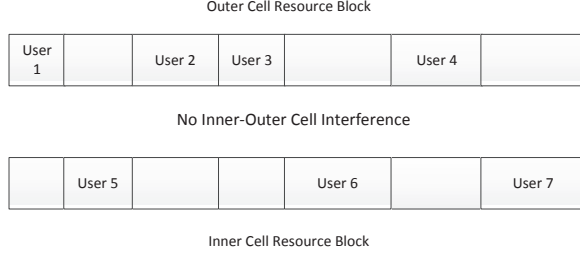 Outer Cell Resource Block
User
1
User 2
User 3
User 4
No Inner-Outer Cell Interference
User 5
User 6
User 7
Inner Cell Resource Block